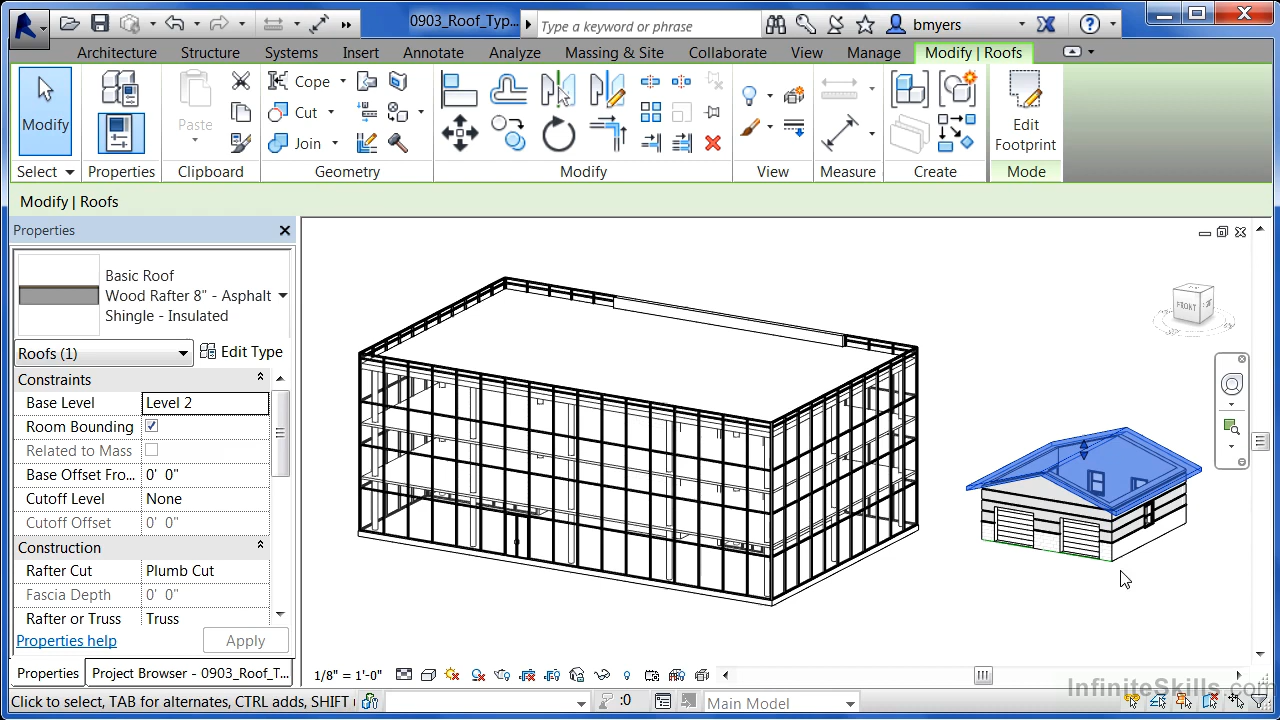 0903_Roof_Typ...
Type a keyword or phrase
bmyers
Architecture Structure Systems Insert Annotate Analyze Massing & Site Collaborate View Manage Modify | Roofs
Modify
Paste
Cope
Cut
Join
Edit
Footprint
Select Properties Clipboard Geometry Modify View Measure Create Mode
Modify | Roofs
Properties
Basic Roof
Wood Rafter 8" - Asphalt
Shingle - Insulated
Roofs (1)
Edit Type
Constraints
Base Level Level 2
Room Bounding
Related to Mass
Base Offset Fro... 0' 0"
Cutoff Level None
Cutoff Offset 0' 0"
Construction
Rafter Cut Plumb Cut
Fascia Depth 0' 0"
Rafter or Truss Truss
Properties help
Apply
FRONT
Properties
Project Browser - 0903_Roof_T...
1/8" = 1'-0"
Click to select, TAB for alternates, CTRL adds, SHIFT
:0
Main Model
InfiniteSkills.com